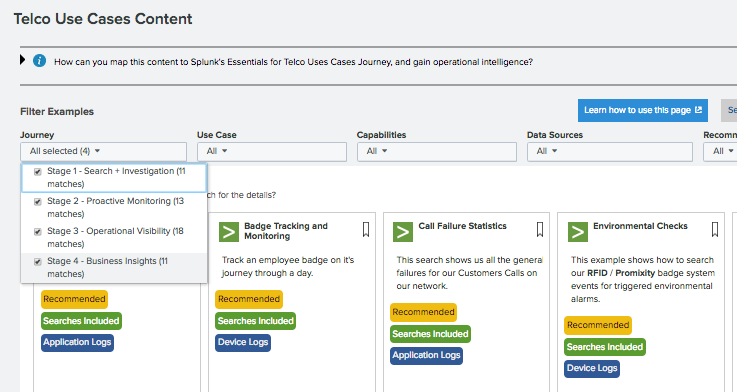 Telco Use Cases Content
How can you map this content to Splunk's Essentials for Telco Uses Cases Journey, and gain operational intelligence?
Filter Examples
Learn how to use this page
Journey
Use Case
Capabilities
Data Sources
All selected (4)
All
All
All
All
Stage 1 - Search + Investigation (11
matches)
Stage 2 - Proactive Monitoring (13
matches)
Stage 3 - Operational Visibility (18
matches)
Stage 4 - Business Insights (11
matches)
for the details?
Recommended
Searches Included
Application Logs
Badge Tracking and
Monitoring
Track an employee badge on it's
journey through a day.
Recommended
Searches Included
Device Logs
Call Failure Statistics
This search shows us all the general
failures for our Customers Calls on
our network.
Recommended
Searches Included
Application Logs
Environmental Checks
This example shows how to search
our RFID / Promixity badge system
events for triggered environmental
alarms.
Recommended
Searches Included
Device Logs